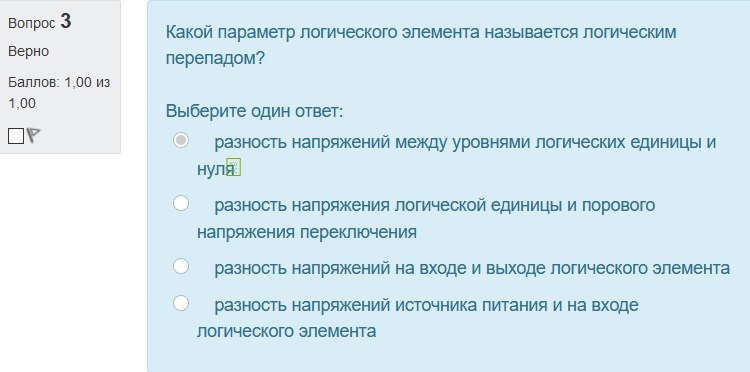 Вопрос 3
Верно
Баллов: 1,00 из
1,00
Какой параметр логического элемента называется логическим
перепадом?
Выберите один ответ:
разность напряжений между уровнями логических единицы и
нуля
разность напряжения логической единицы и порового
напряжения переключения
разность напряжений на входе и выходе логического элемента
разность напряжений источника питания и на входе
логического элемента